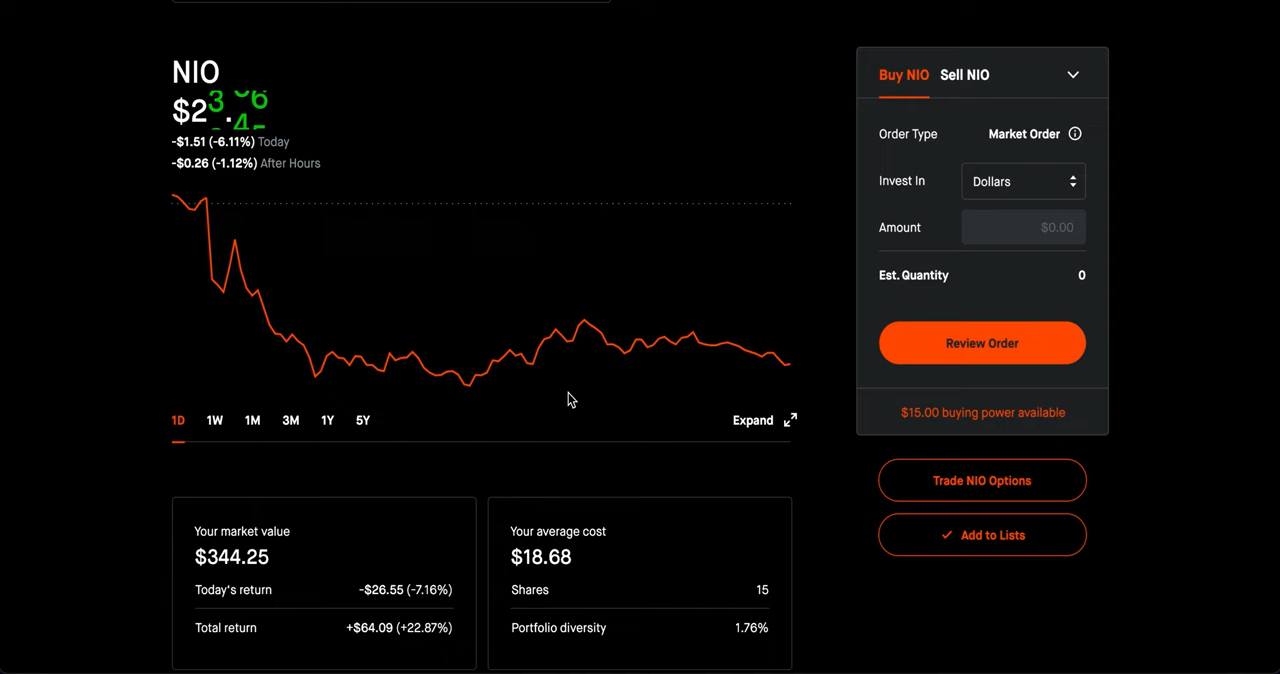 NIO
-$1.51 (-6.11%) Today
-$0.26 (-1.12%) After Hours
1D 1W 1M 3M 1Y 5Y Expand
Your market value
$344.25
Today's return -$26.55 (-7.16%)
Total return +$64.09 (+22.87%)
Your average cost
$18.68
Shares 15
Portfolio diversity 1.76%
Buy NIO Sell NIO
Order Type Market Order
Invest In Dollars
Amount $0.00
Est. Quantity 0
Review Order
$15.00 buying power available
Trade NIO Options
Add to Lists